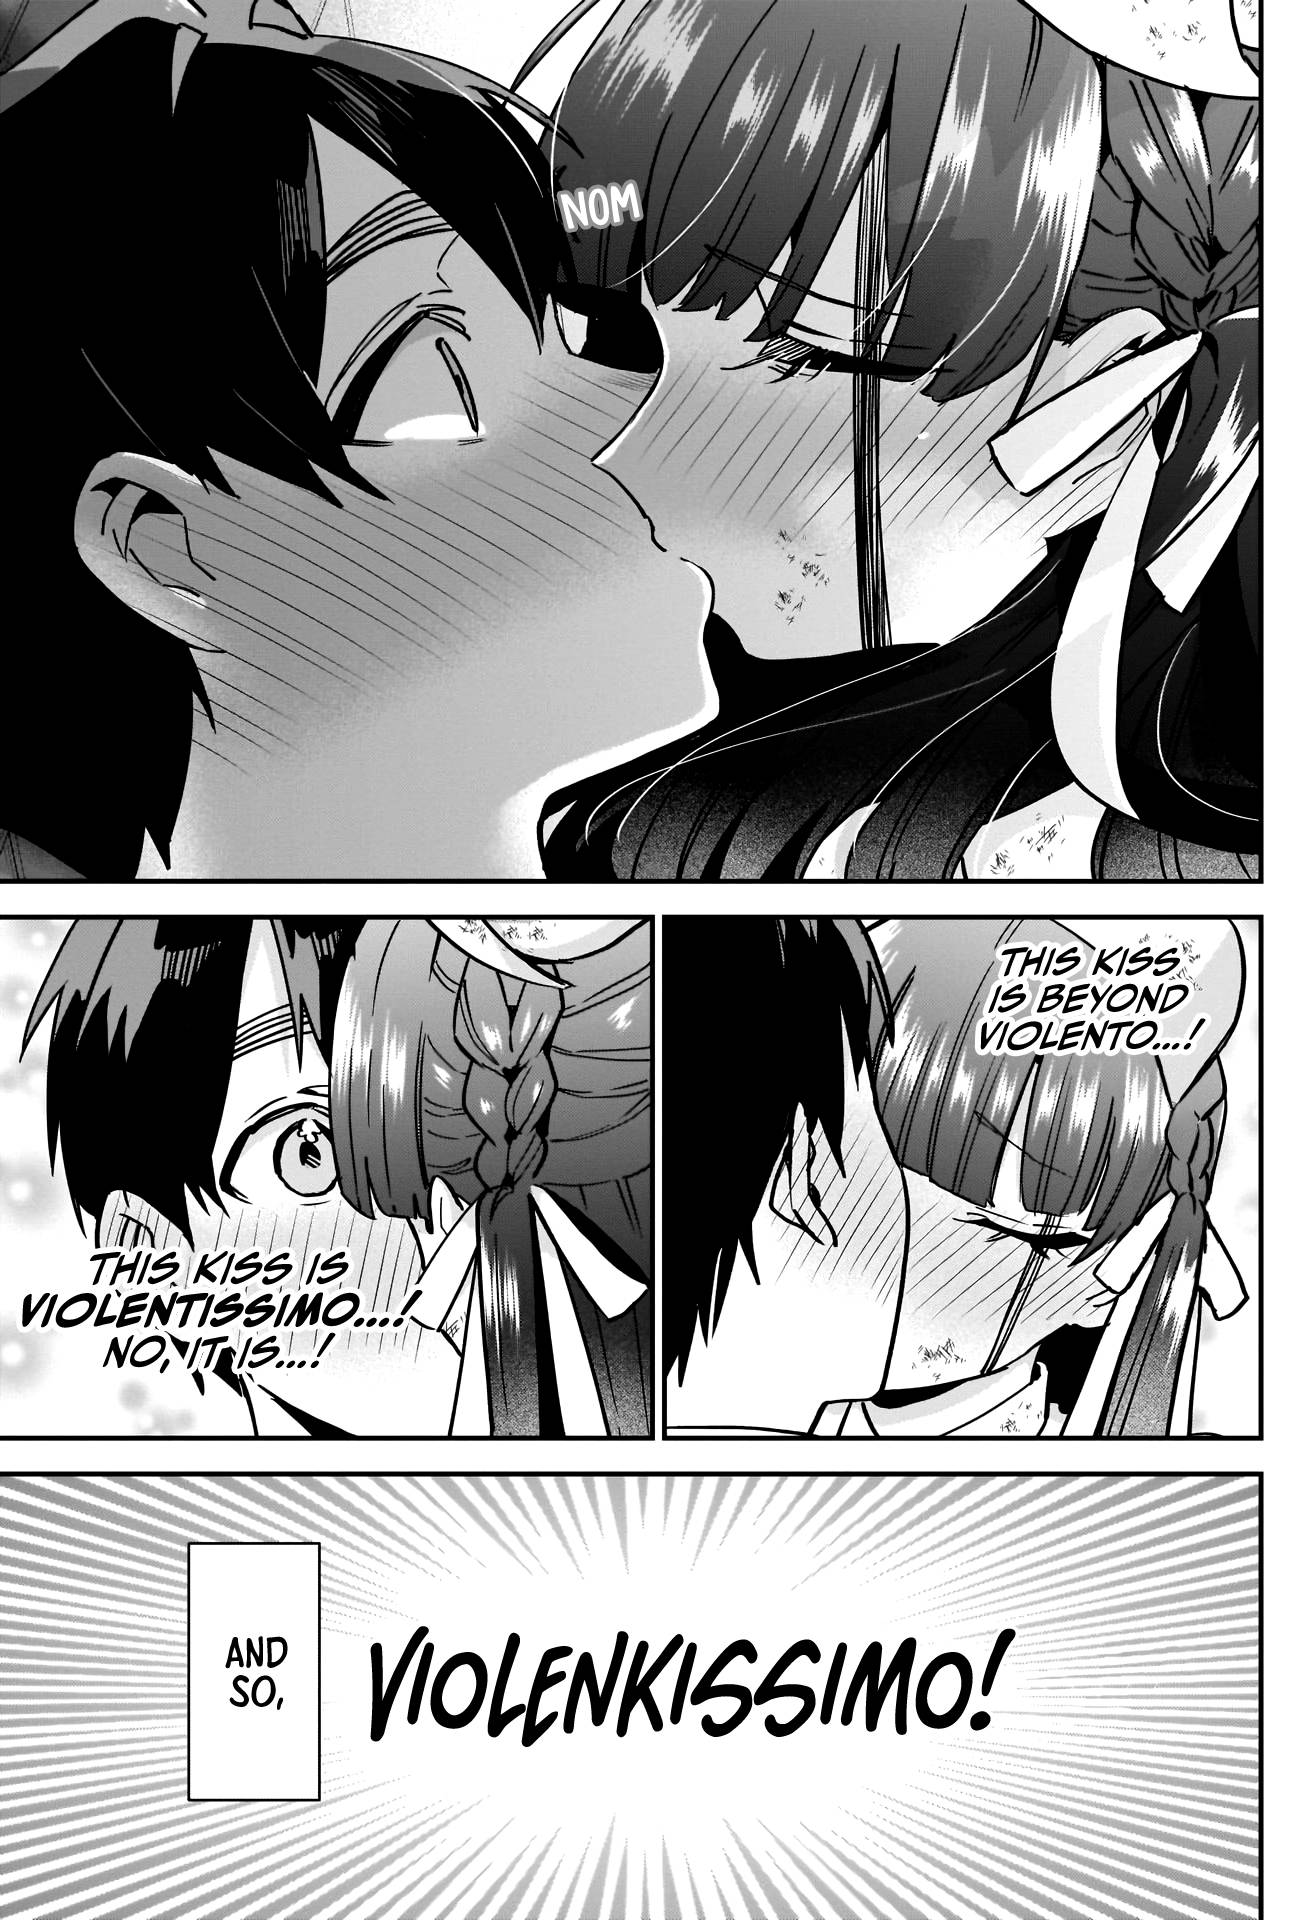 NOM
THIS KISS
IS BEYOND
VIOLENTO...!
THIS KISS IS
VIOLENTISSIMO...!
NO, IT IS...!
VIOLENKISSIMO!
AND
SO,